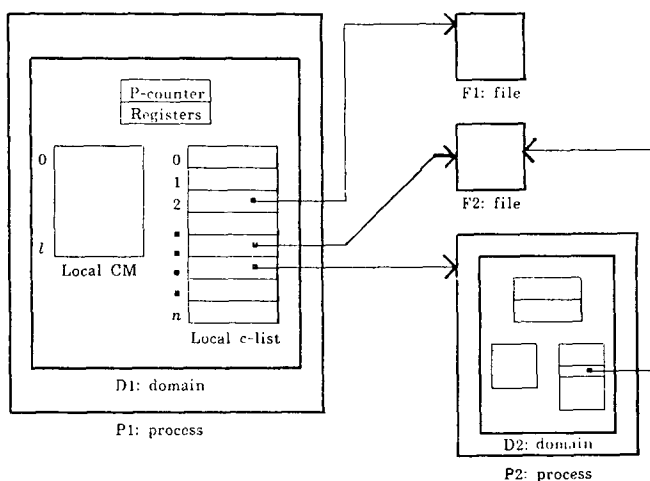 P-counter
Registers
0
l
Local CM
0
1
2
n
Local c-list
D1: domain
P1: process
F1: file
F2: file
D2: domain
P2: process